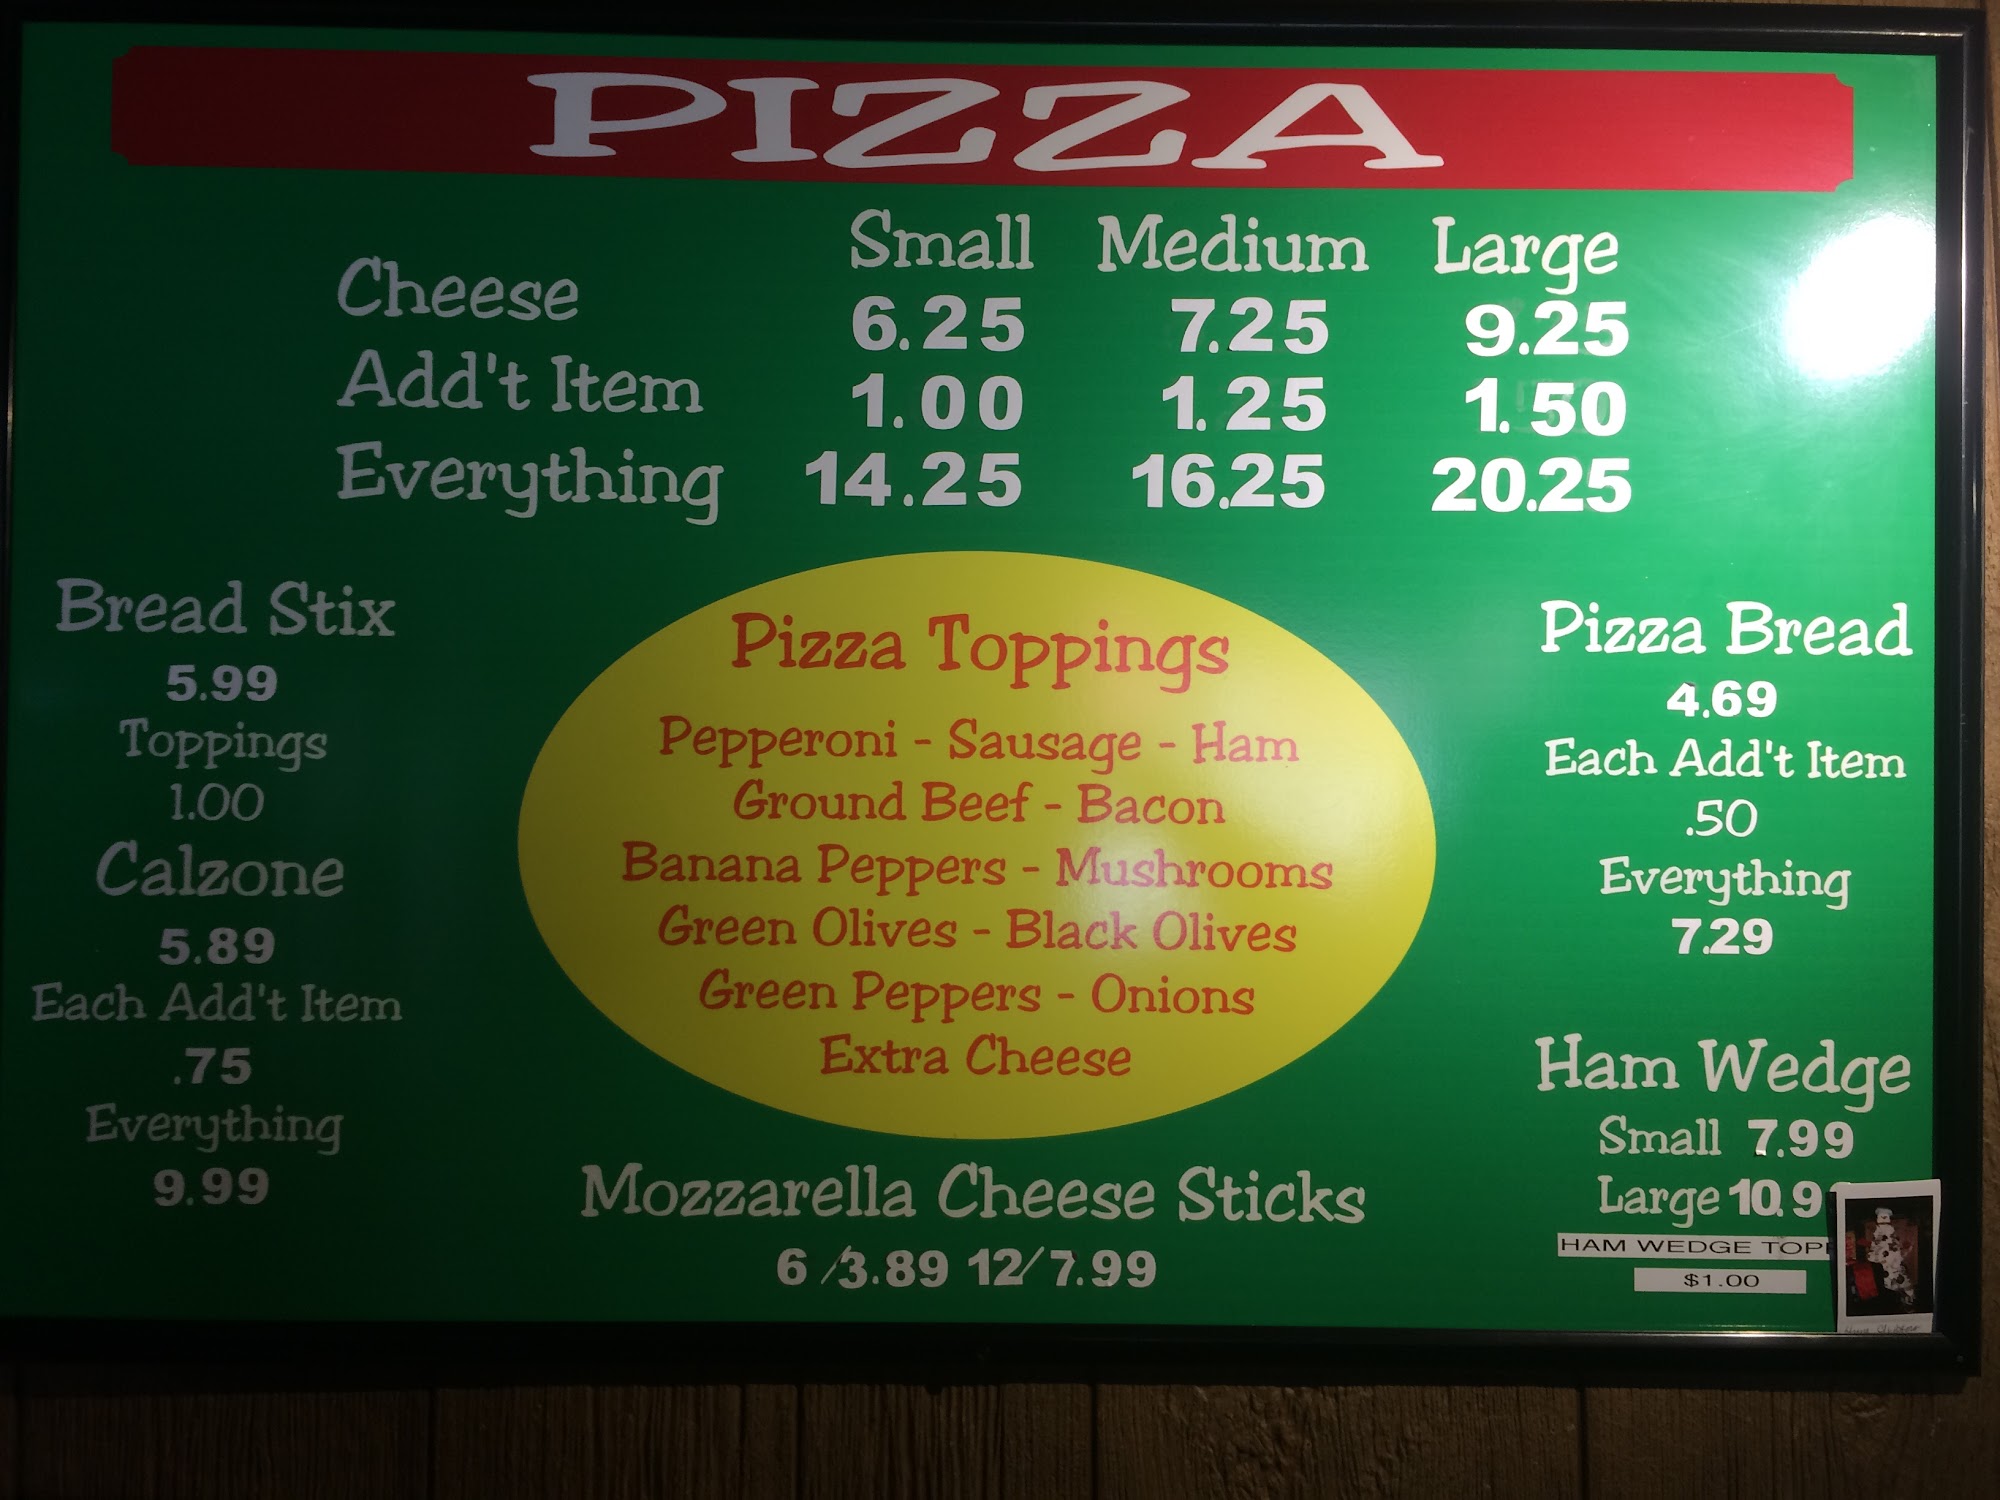 PIZZA
Small Medium Large
Cheese 6.25 7.25 9.25
Add't Item 1.00 1.25 1.50
Everything 14.25 16.25 20.25
Bread Stix
5.99
Toppings
1.00
Calzone
5.89
Each Add't Item
.75
Everything
9.99
Pizza Toppings
Pepperoni - Sausage - Ham
Ground Beef - Bacon
Banana Peppers - Mushrooms
Green Olives - Black Olives
Green Peppers - Onions
Extra Cheese
Mozzarella Cheese Sticks
6 /3.89 12/7.99
Pizza Bread
4.69
Each Add't Item
.50
Everything
7.29
Ham Wedge
Small 7.99
Large
HAM WEDGE
$1.00